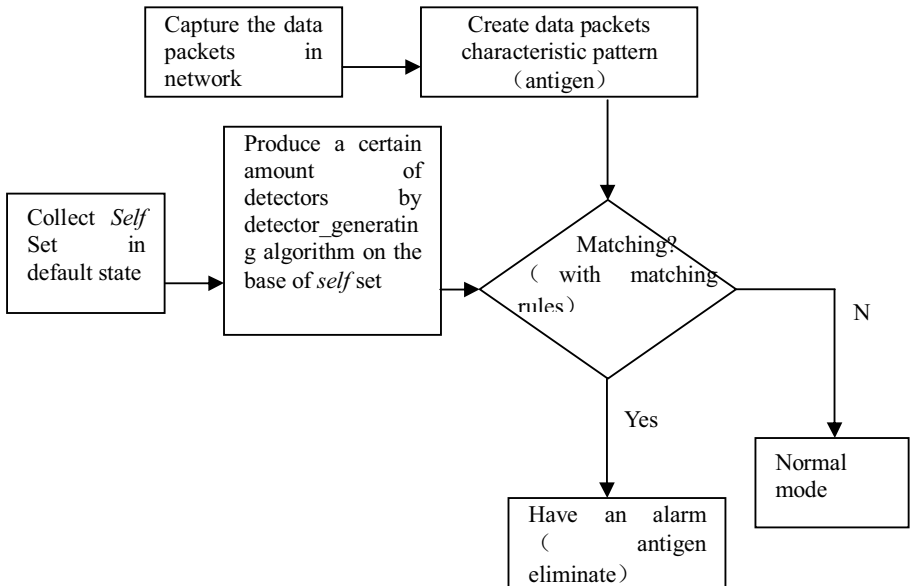 Capture the data
packets in
network
Create data packets
characteristic pattern
（antigen）
Produce a certain
amount of
detectors by
detector_generatin
g algorithm on the
base of self set
Collect Self
Set in
default state
Matching?
（ with matching
rules）
N
Yes
Normal
mode
Have an alarm
（ antigen
eliminate）